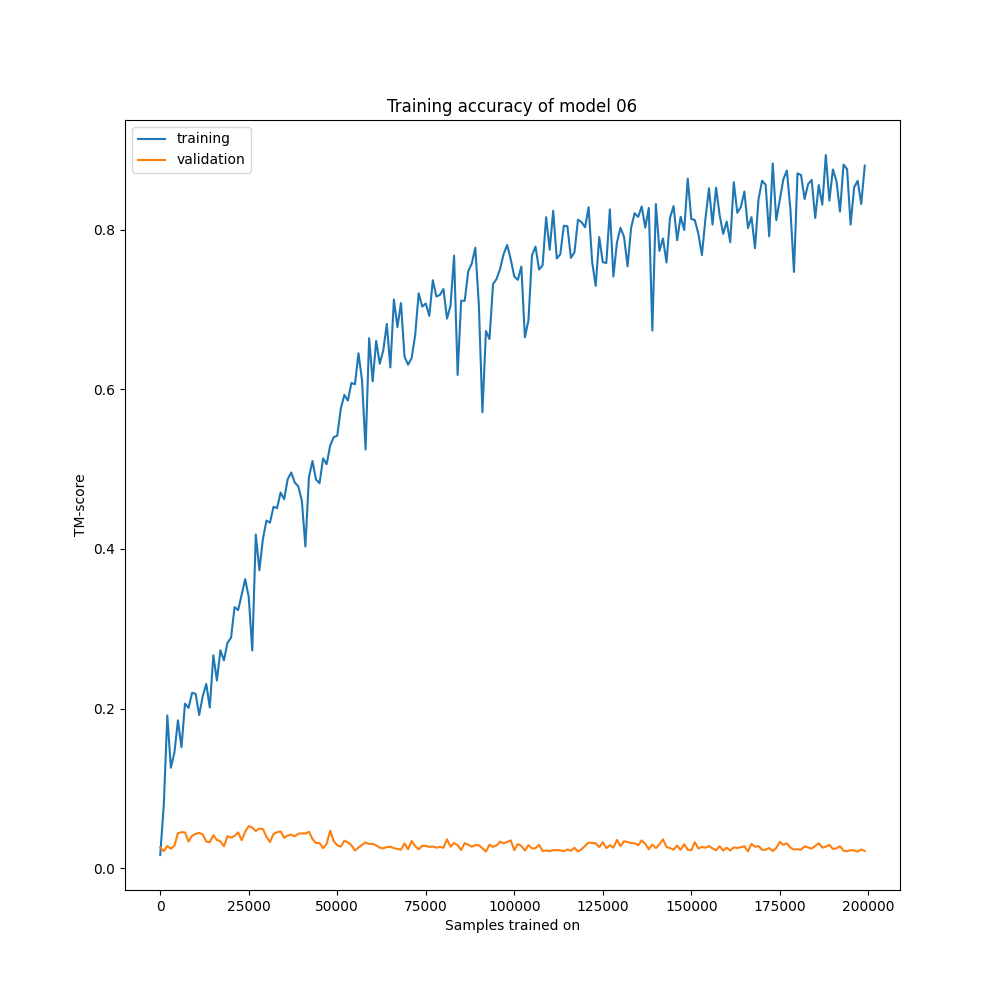 Training accuracy of model 06
training
validation
TM-score
0.8
0.6
0.4
0.2
0.0
0 25000 50000 75000 100000 125000 150000 175000 200000
Samples trained on